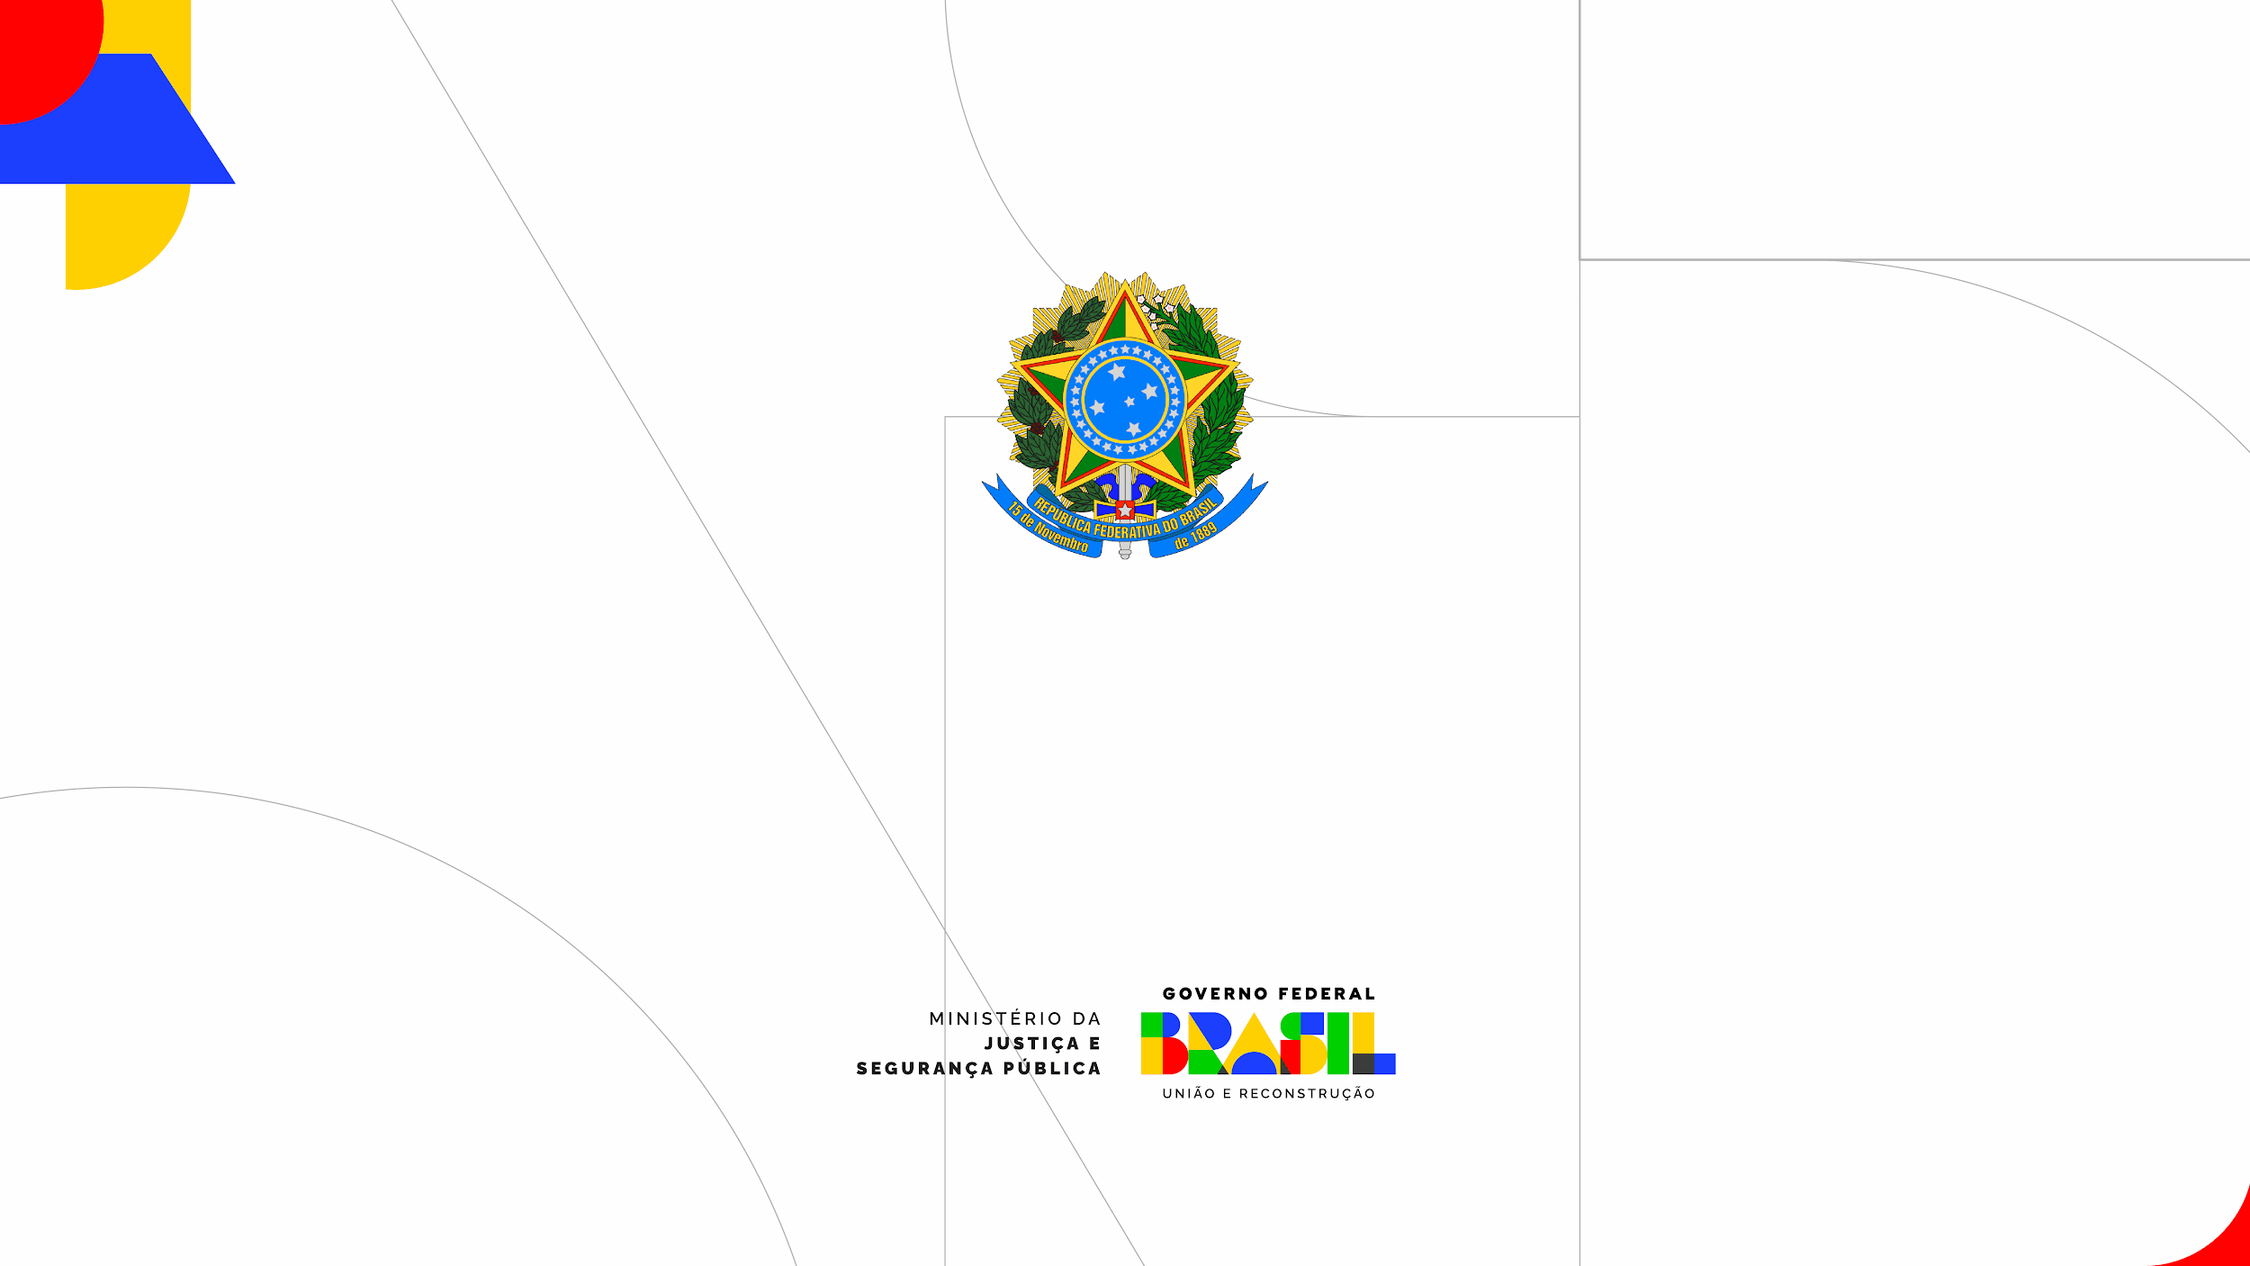 REPÚBLICA FEDERATIVA DO BRASIL
15 de Novembro de 1889
MINISTÉRIO DA
JUSTIÇA E
SEGURANÇA PÚBLICA
GOVERNO FEDERAL
BRASIL
UNIÃO E RECONSTRUÇÃO